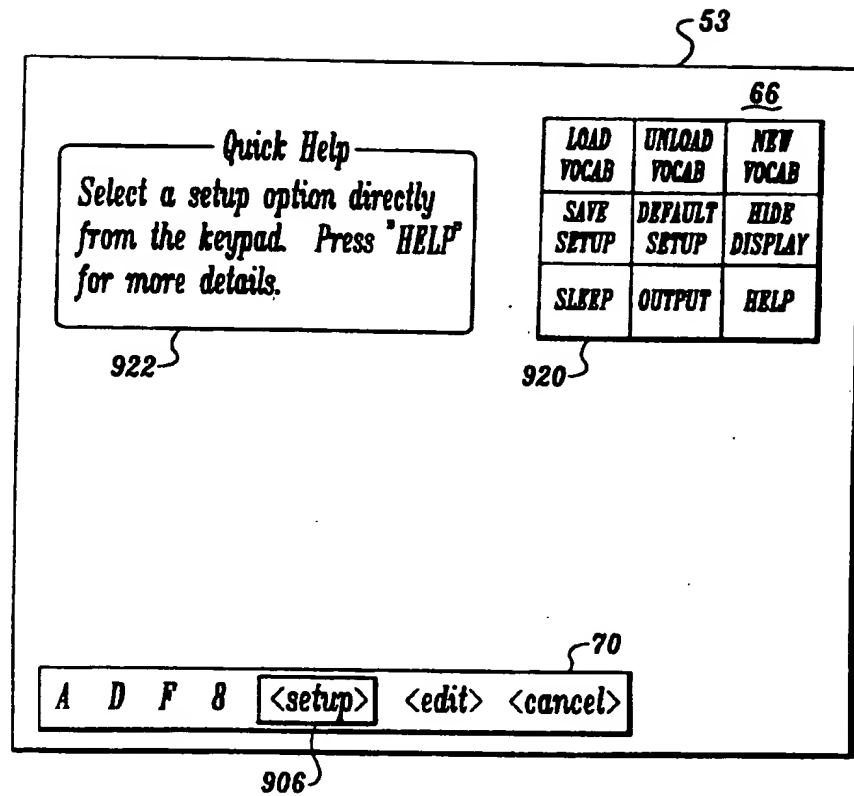 53
66
Quick Help
Select a setup option directly
from the keypad. Press "HELP"
for more details.
922
LOAD VOCAB UNLOAD VOCAB NEW VOCAB
SAVE SETUP DEFAULT SETUP HIDE DISPLAY
SLEEP OUTPUT HELP
920
70
A D F 8 <setup> <edit> <cancel>
906